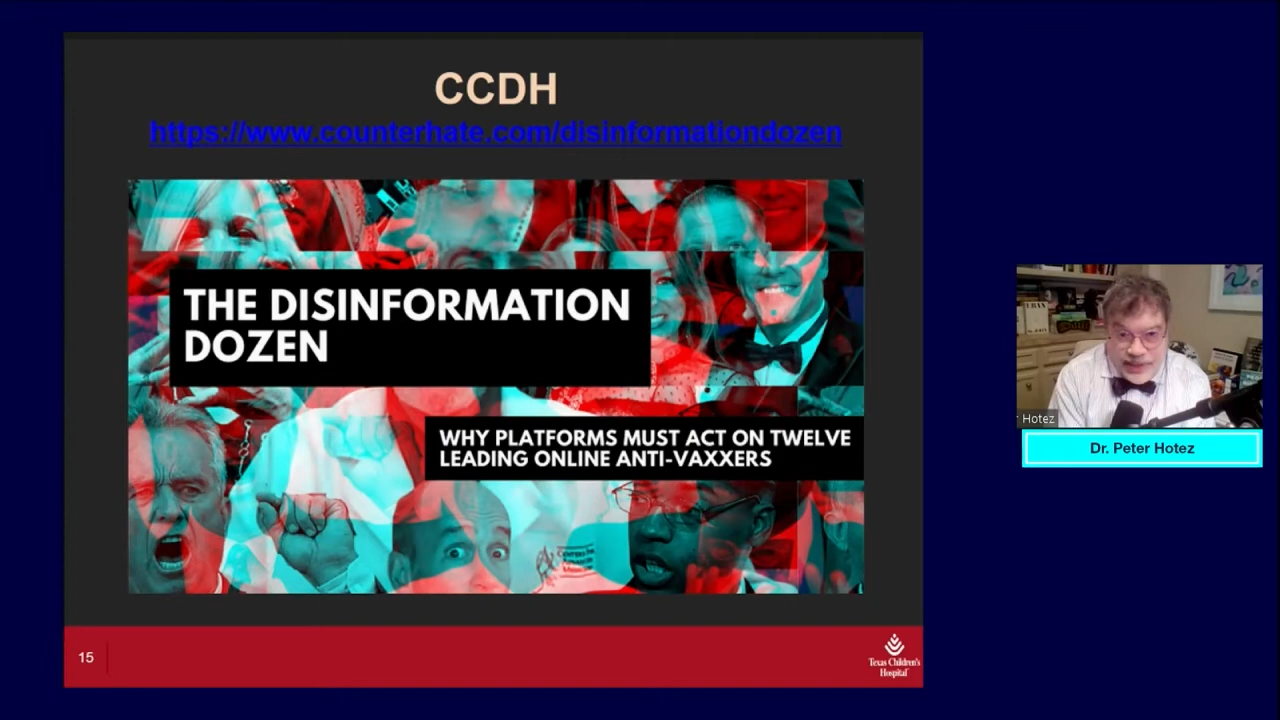 CCDH
https://www.counterhate.com/disinformationdozen
THE DISINFORMATION
DOZEN
WHY PLATFORMS MUST ACT ON TWELVE
LEADING ONLINE ANTI-VAXXERS
15
Texas Children's
Hospital
Hotez
Dr. Peter Hotez